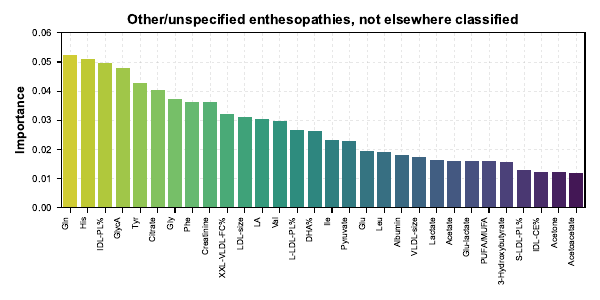 Other/unspecified enthesopathies, not elsewhere classified
Importance
0.06
0.05
0.04
0.03
0.02
0.01
0.00
Gln
His
IDL-PL%
GlycA
Tyr
Citrate
Gly
Phe
Creatinine
XXL-VLDL-FC%
LDL-size
LA
Val
L-LDL-PL%
DHA%
Ile
Pyruvate
Glu
Leu
Albumin
VLDL-size
Lactate
Acetate
Glu-lactate
PUFA/MUFA
3-Hydroxybutyrate
S-LDL-PL%
IDL-CE%
Acetone
Acetoacetate